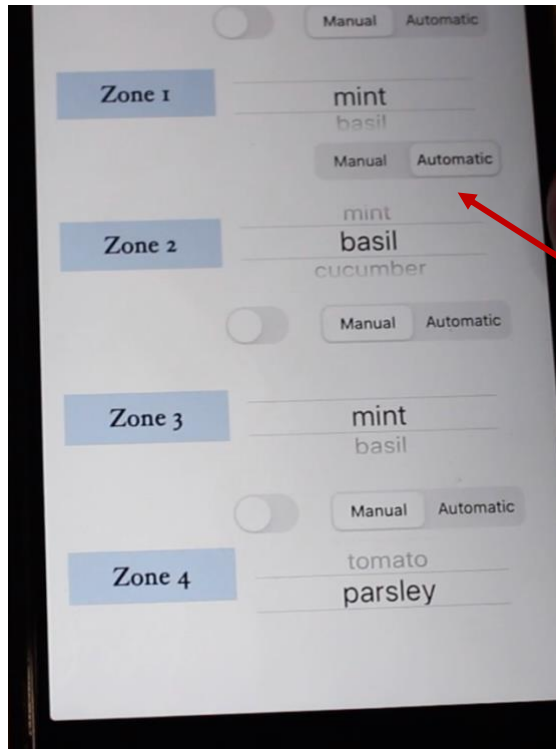 Manual Automatic
Zone 1 mint
basil
Manual Automatic
mint
Zone 2 basil
cucumber
Manual Automatic
Zone 3 mint
basil
Manual Automatic
tomato
Zone 4 parsley